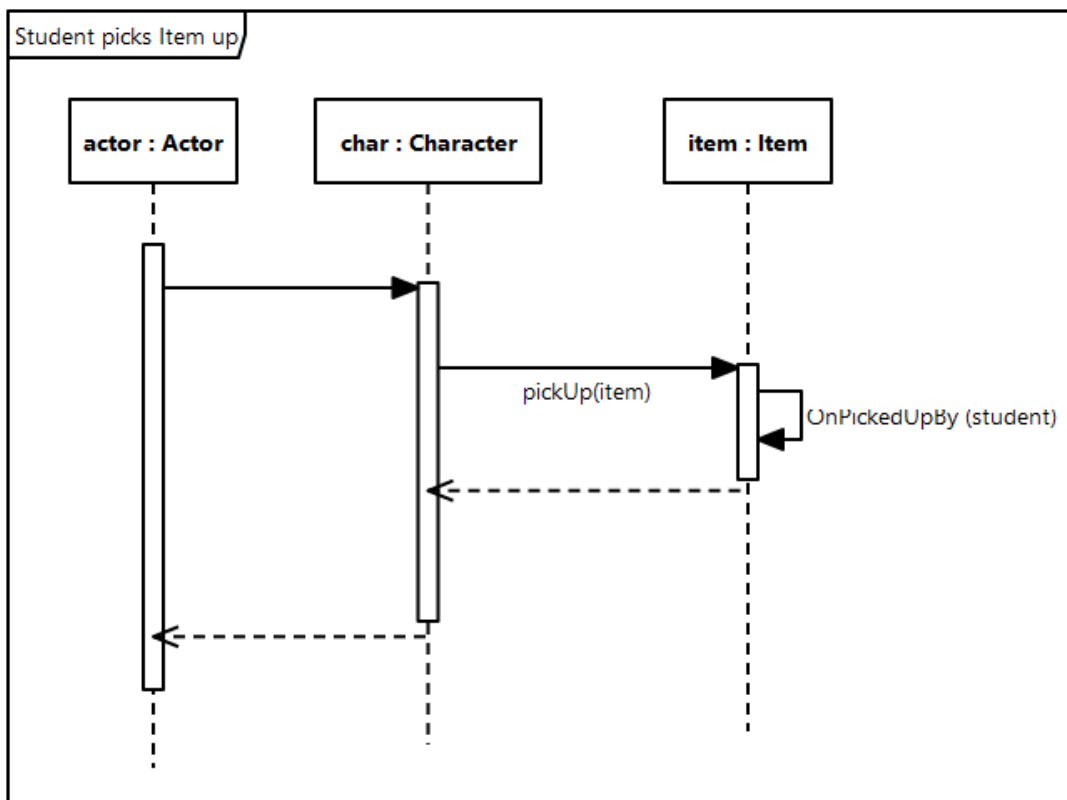 Student picks Item up
actor : Actor
char : Character
item : Item
pickUp(item)
OnPickedUpBy (student)